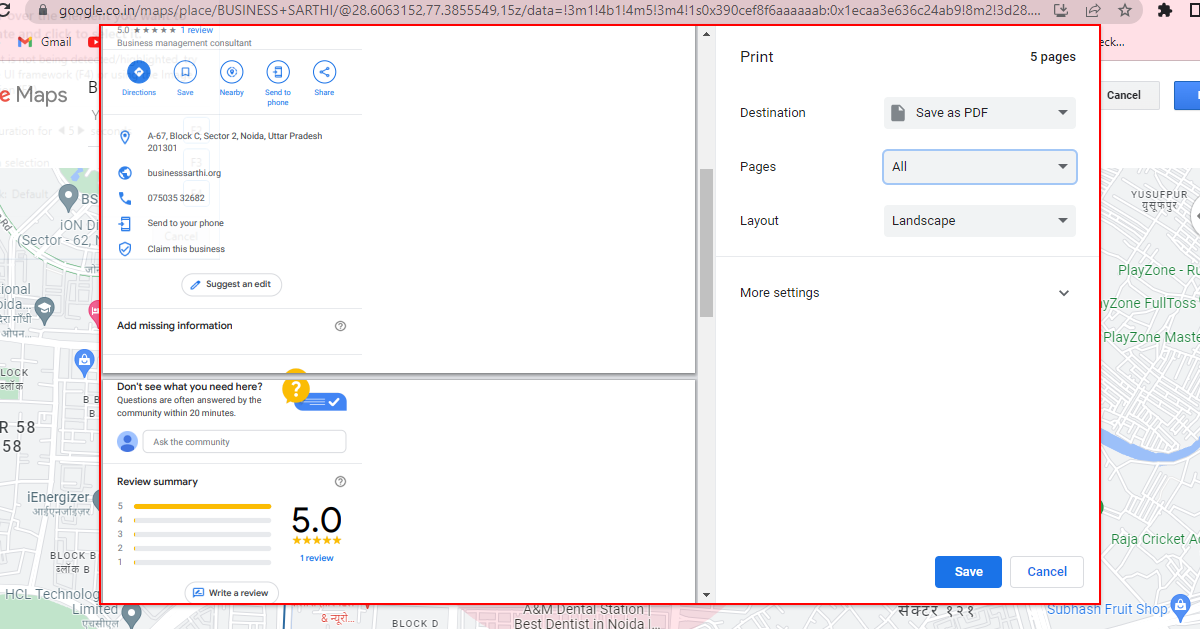 google.co.in/maps/place/BUSINESS+SARTHI/@28.6063152,77.3855549,15z/data=!3m1!4b1!4m5!3m4!1s0x390cef8f6aaaaaab:0x1ecaa3e636c24ab9!8m2!3d28....
Gmail
eck...
e Maps
B
Cancel
5.0 ★★★★★ 1 review
Business management consultant
Directions
Save
Nearby
Send to
phone
Share
A-67, Block C, Sector 2, Noida, Uttar Pradesh
201301
businesssarthi.org
075035 32682
Send to your phone
Claim this business
Suggest an edit
Add missing information
Don't see what you need here?
Questions are often answered by the
community within 20 minutes.
Ask the community
Review summary
5
4
3
2
1
5.0
★★★★★
1 review
Write a review
Print
5 pages
Destination
Save as PDF
Pages
All
Layout
Landscape
More settings
Save
Cancel
BS
iON Di
(Sector - 62, N
ional
oida...
LOCK
ब्लॉक
B B
B
R 58
58
iEnergizer
आईएनर्जाइज़र
BLOCK B
ब्लॉक B
HCL Technolog
Limited
एचसीएल
& न्यूरो...
BLOCK D
A&M Dental Station |
Best Dentist in Noida |...
YUSUFPUR
युसूफपुर
PlayZone - Ru
yZone FullToss
PlayZone Maste
Raja Cricket Ac
सेक्टर १२१
Subhash Fruit Shop